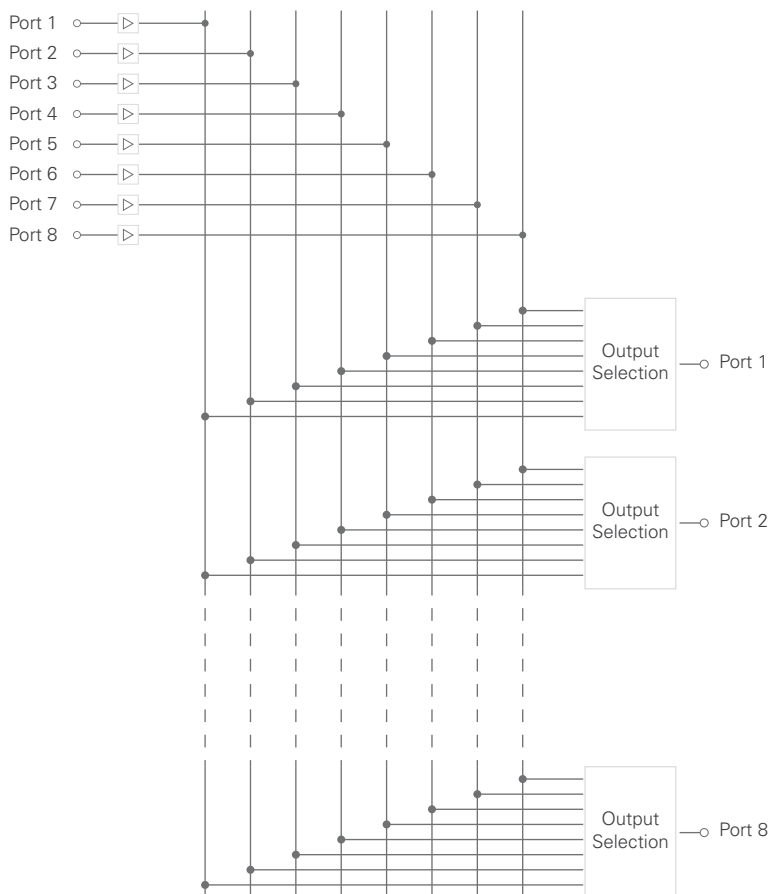 Port 1
Port 2
Port 3
Port 4
Port 5
Port 6
Port 7
Port 8
Output
Selection
Port 1
Output
Selection
Port 2
Output
Selection
Port 8